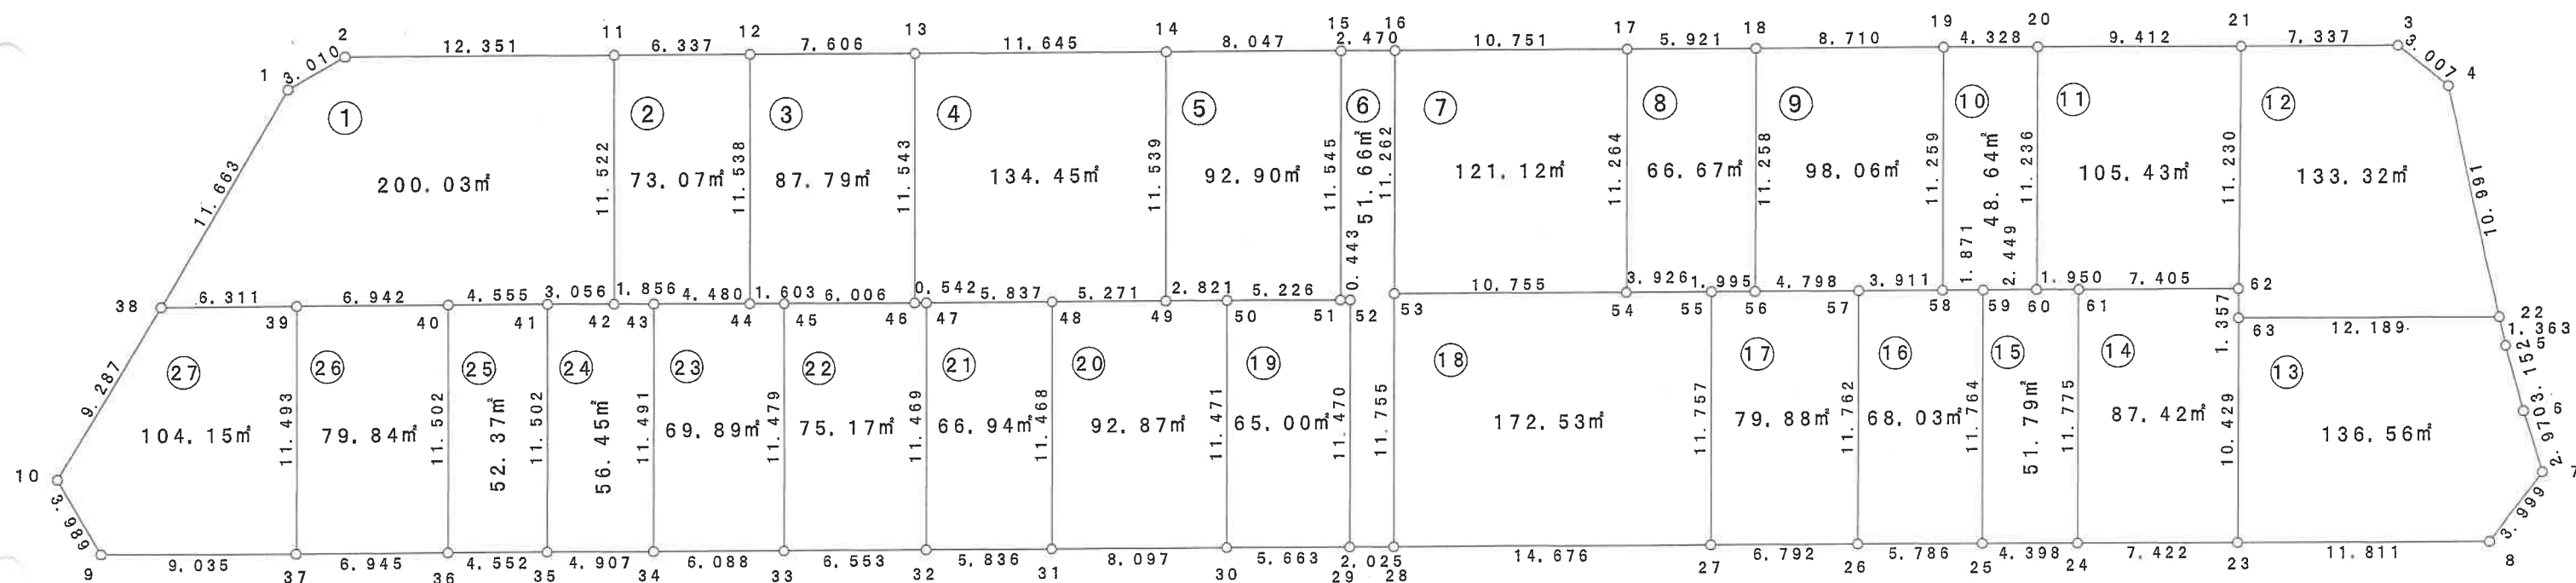 2 11 12 13 14 15 16 17 18 19 20 21 3
12.351 6.337 7.606 11.645 8.047 2.470 10.751 5.921 8.710 4.328 9.412 7.337
1 3.010 3.007 4
① ② ③ ④ ⑤ ⑥ ⑦ ⑧ ⑨ ⑩ ⑪ ⑫
11.663 11.522 11.538 11.543 11.539 11.545 11.262 11.264 11.258 11.259 11.236 11.230 10.991
200.03㎡ 73.07㎡ 87.79㎡ 134.45㎡ 92.90㎡ 51.66㎡ 121.12㎡ 66.67㎡ 98.06㎡ 48.64㎡ 105.43㎡ 133.32㎡
0.443 1.871 2.449
6.311 6.942 4.555 3.056 1.856 4.480 1.603 6.006 0.542 5.837 5.271 2.821 5.226 10.755 3.926 1.995 4.798 3.911 1.950 7.405
38 39 40 41 42 43 44 45 46 47 48 49 50 51 52 53 54 55 56 57 58 59 60 61 62
1.357 63 12.189 22
1.363
5
3.152
6
2.970
7
㉗ ㉖ ㉕ ㉔ ㉓ ㉒ ㉑ ⑳ ⑲ ⑱ ⑰ ⑯ ⑮ ⑭ ⑬
9.287 11.493 11.502 11.502 11.491 11.479 11.469 11.468 11.471 11.470 11.755 11.757 11.762 11.764 11.775 10.429
104.15㎡ 79.84㎡ 52.37㎡ 56.45㎡ 69.89㎡ 75.17㎡ 66.94㎡ 92.87㎡ 65.00㎡ 172.53㎡ 79.88㎡ 68.03㎡ 51.79㎡ 87.42㎡ 136.56㎡
10 3.986 3.999
9.035 6.945 4.552 4.907 6.088 6.553 5.836 8.097 5.663 2.025 14.676 6.792 5.786 4.398 7.422 11.811
9 37 36 35 34 33 32 31 30 29 28 27 26 25 24 23 8